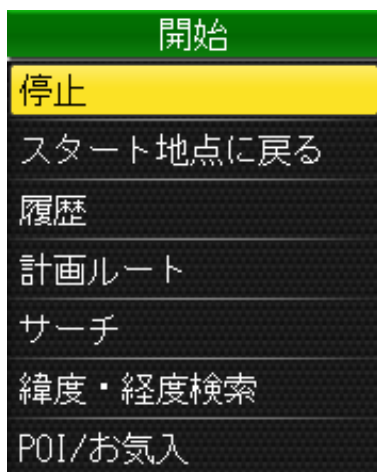 開始
停止
スタート地点に戻る
履歴
計画ルート
サーチ
緯度・経度検索
POI/お気入